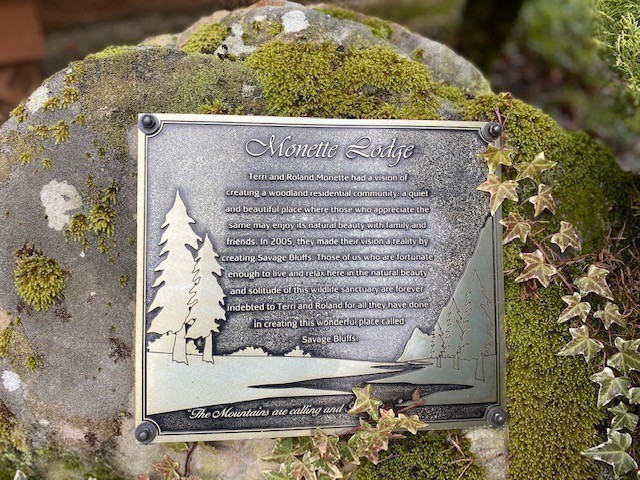 Monette Lodge
Terri and Roland Monette had a vision of
creating a woodland residential community, a quiet
and beautiful place where those who appreciate the
same may enjoy its natural beauty with family and
friends. In 2005, they made their vision a reality by
creating Savage Bluffs. Those of us who are fortunate
enough to live and relax here in the natural beauty
and solitude of this wildlife sanctuary are forever
indebted to Terri and Roland for all they have done
in creating this wonderful place called
Savage Bluffs.
"The Mountains are calling and